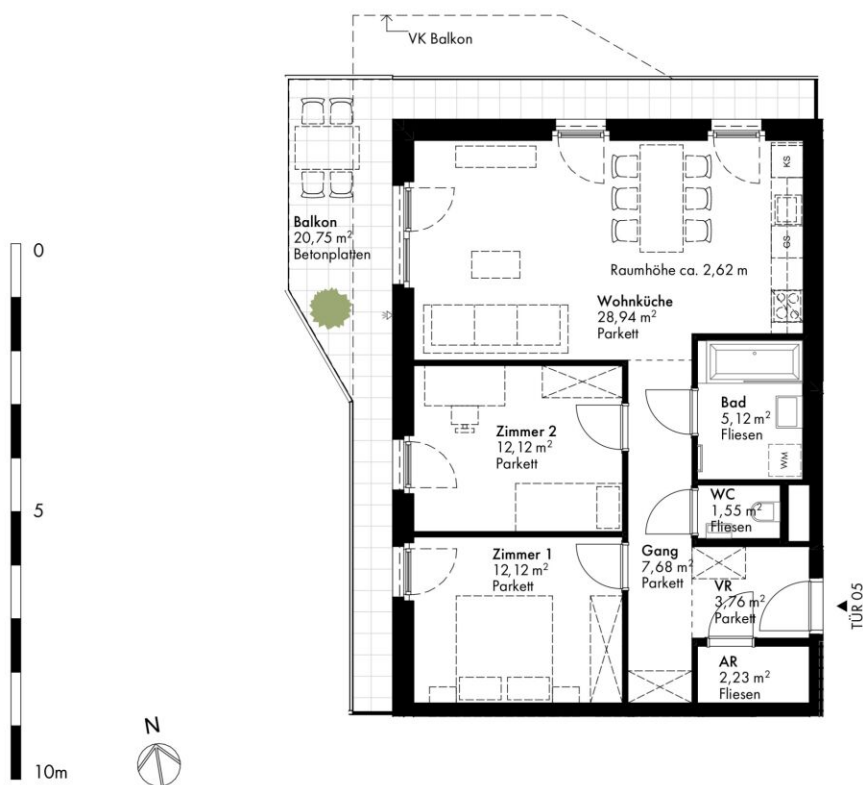 VK Balkon
Balkon
20,75 m²
Betonplatten
KS
GS
Raumhöhe ca. 2,62 m
Wohnküche
28,94 m²
Parkett
0
Bad
5,12 m²
Fliesen
WM
Zimmer 2
12,12 m²
Parkett
WC
1,55 m²
Fliesen
5
Zimmer 1
12,12 m²
Parkett
Gang
7,68 m²
Parkett
VR
3,76 m²
Parkett
TÜR 05
AR
2,23 m²
Fliesen
N
10m